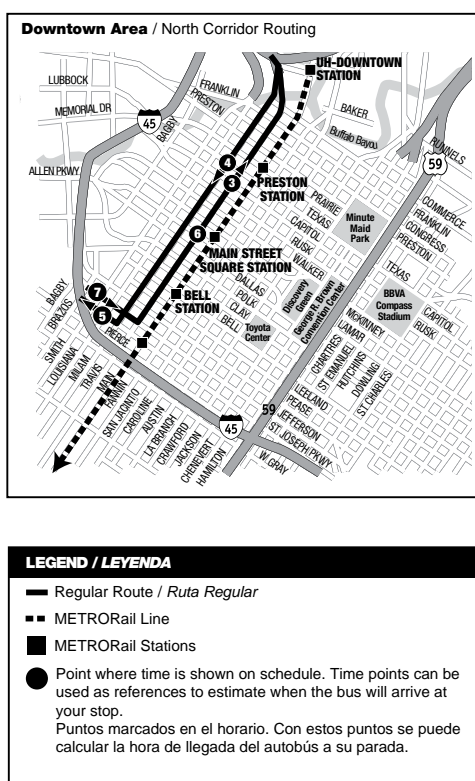 Downtown Area / North Corridor Routing
UH-DOWNTOWN
STATION
LUBBOCK
FRANKLIN
PRESTON
MEMORIAL DR
BAKER
45
BAGBY
Buffalo Bayou
RUNNELS
59
ALLEN PKWY
4
3
PRESTON
STATION
COMMERCE
FRANKLIN
CONGRESS
PRESTON
PRAIRIE
TEXAS
CAPITOL
RUSK
WALKER
Minute
Maid
Park
6
MAIN STREET
SQUARE STATION
TEXAS
DALLAS
POLK
CLAY
BELL
Discovery
Green
George R. Brown
Convention Center
BBVA
Compass
Stadium
CAPITOL
RUSK
BAGBY
BRAZOS
7
5
BELL
STATION
Toyota
Center
PIERCE
McKINNEY
LAMAR
CHARTRES
ST EMANUEL
HUTCHINS
DOWLING
ST CHARLES
SMITH
LOUISIANA
MILAM
TRAVIS
MAIN
FANNIN
SAN JACINTO
CAROLINE
AUSTIN
LA BRANCH
CRAWFORD
JACKSON
CHENEVERT
HAMILTON
LEELAND
PEASE
JEFFERSON
ST JOSEPH PKWY
59
45
W. GRAY
LEGEND / LEYENDA
Regular Route / Ruta Regular
METRORail Line
METRORail Stations
Point where time is shown on schedule. Time points can be
used as references to estimate when the bus will arrive at
your stop.
Puntos marcados en el horario. Con estos puntos se puede
calcular la hora de llegada del autobús a su parada.